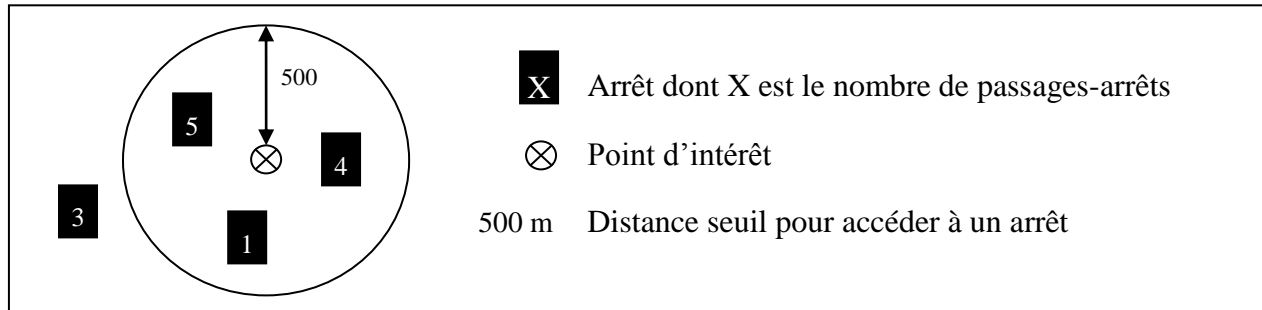 500
5
4
3
1
X Arrêt dont X est le nombre de passages-arrêts
Point d’intérêt
500 m Distance seuil pour accéder à un arrêt